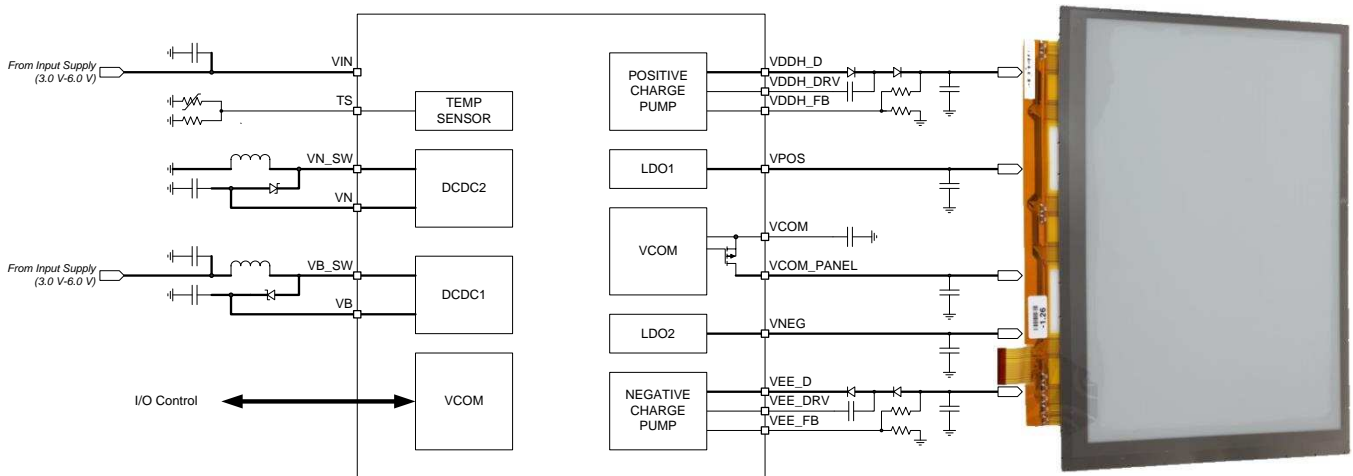 From Input Supply
(3.0 V-6.0 V)
VIN
TS
TEMP
SENSOR
VN_SW
VN
DCDC2
From Input Supply
(3.0 V-6.0 V)
VB_SW
VB
DCDC1
I/O Control
VCOM
POSITIVE
CHARGE
PUMP
VDDH_D
VDDH_DRV
VDDH_FB
LDO1
VPOS
VCOM
VCOM
VCOM_PANEL
LDO2
VNEG
NEGATIVE
CHARGE
PUMP
VEE_D
VEE_DRV
VEE_FB
-1.26